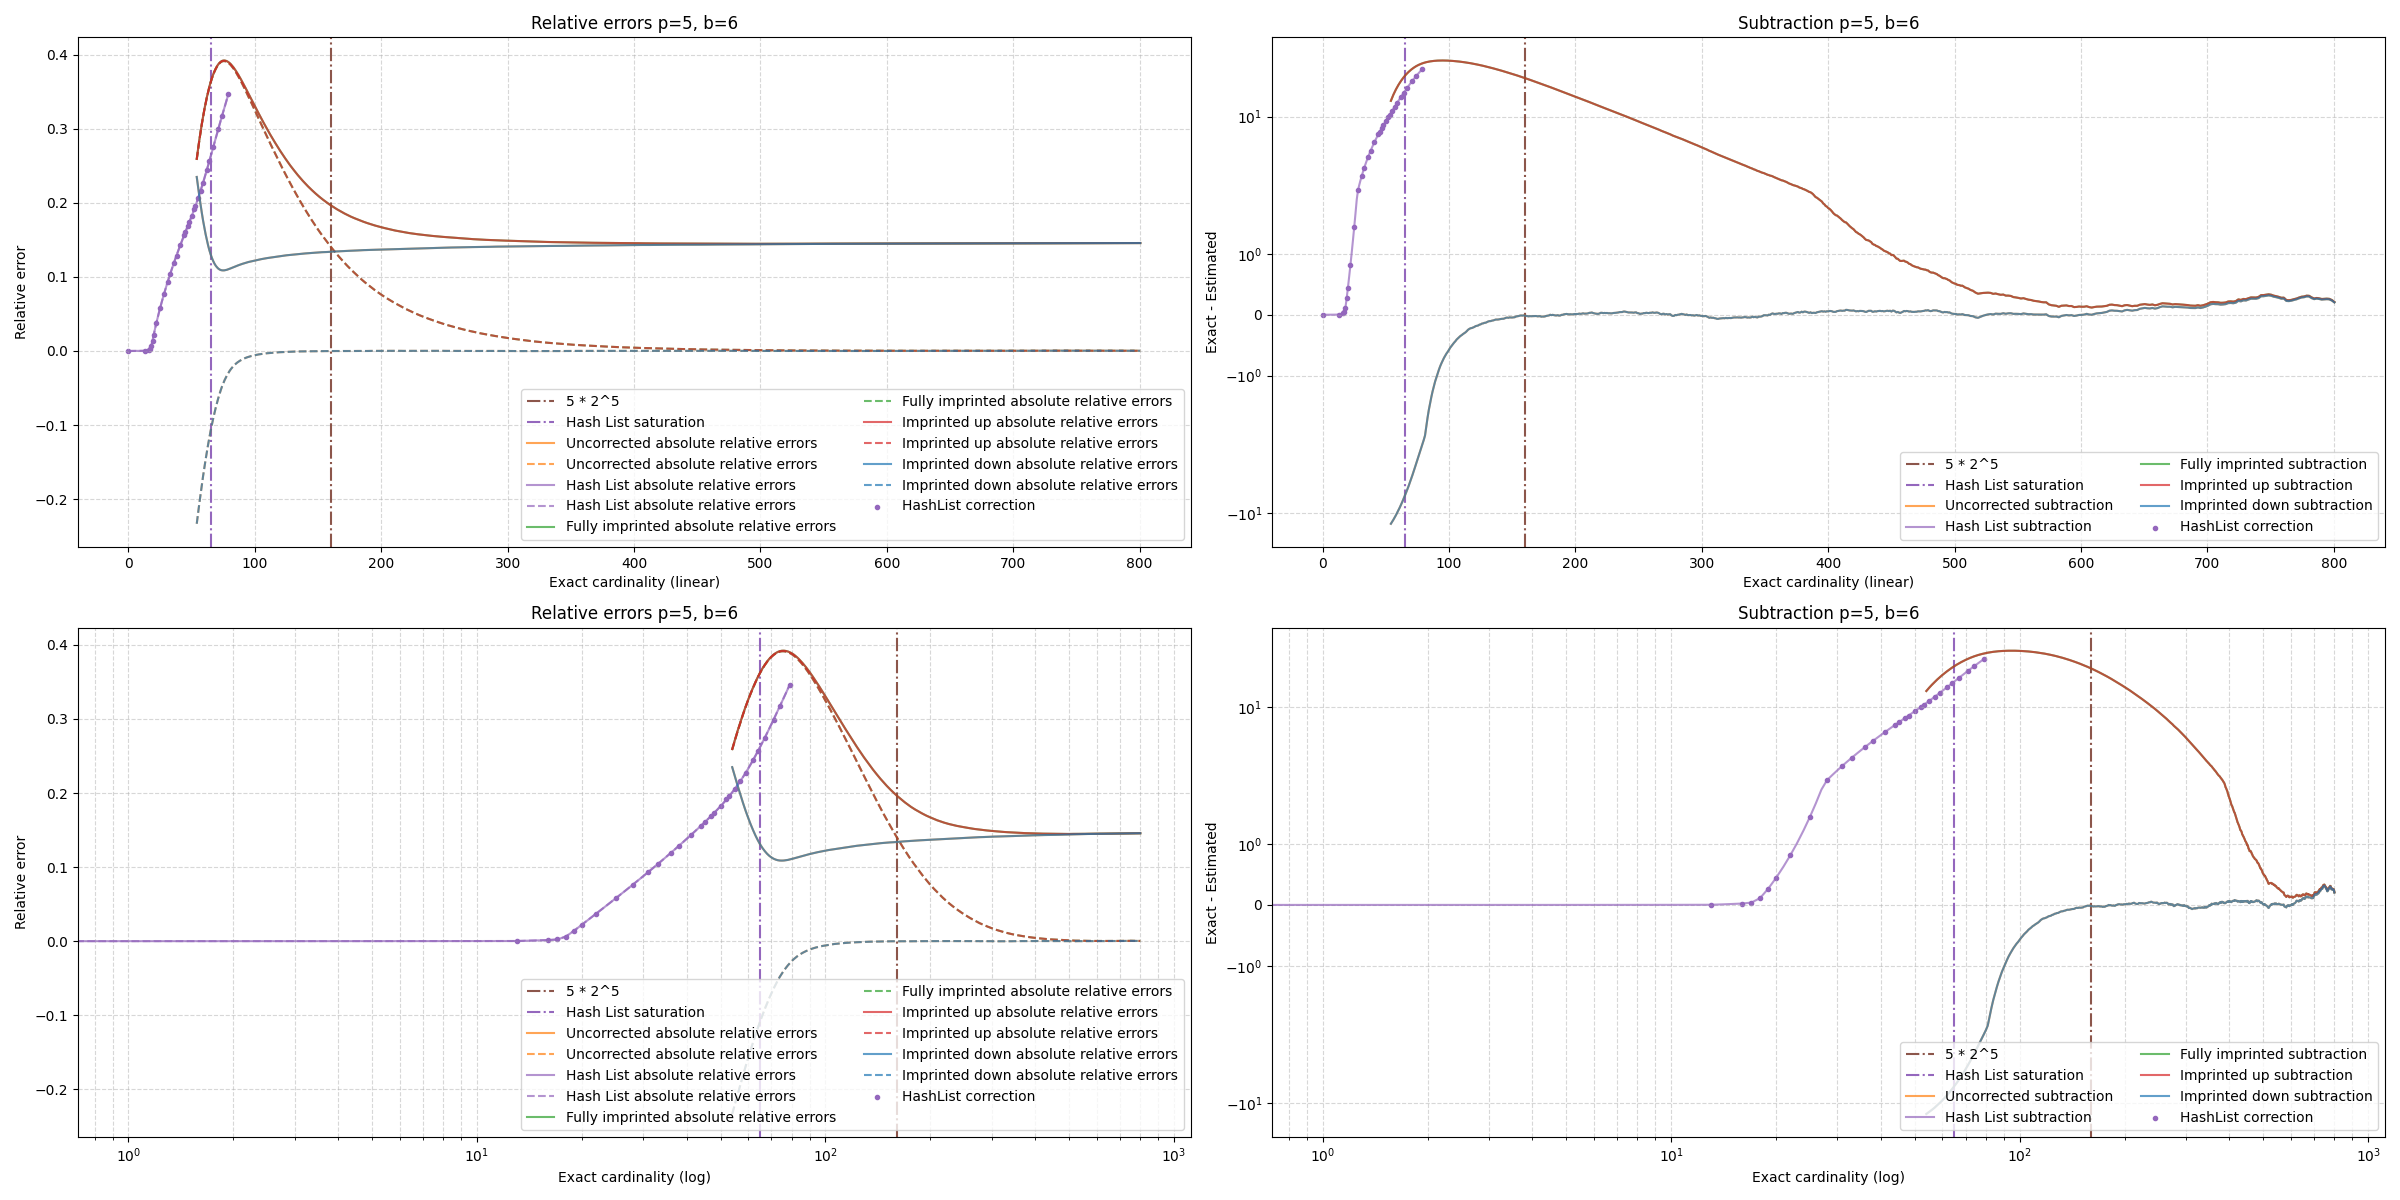 Relative errors p=5, b=6
0.4
0.3
0.2
0.1
0.0
−0.1
−0.2
Relative error
0 100 200 300 400 500 600 700 800
Exact cardinality (linear)
5 * 2^5
Hash List saturation
Uncorrected absolute relative errors
Uncorrected absolute relative errors
Hash List absolute relative errors
Hash List absolute relative errors
Fully imprinted absolute relative errors
Fully imprinted absolute relative errors
Imprinted up absolute relative errors
Imprinted up absolute relative errors
Imprinted down absolute relative errors
Imprinted down absolute relative errors
HashList correction
Subtraction p=5, b=6
10^1
10^0
0
−10^0
−10^1
Exact - Estimated
0 100 200 300 400 500 600 700 800
Exact cardinality (linear)
5 * 2^5
Hash List saturation
Uncorrected subtraction
Hash List subtraction
Fully imprinted subtraction
Imprinted up subtraction
Imprinted down subtraction
HashList correction
Relative errors p=5, b=6
0.4
0.3
0.2
0.1
0.0
−0.1
−0.2
Relative error
10^0 10^1 10^2 10^3
Exact cardinality (log)
5 * 2^5
Hash List saturation
Uncorrected absolute relative errors
Uncorrected absolute relative errors
Hash List absolute relative errors
Hash List absolute relative errors
Fully imprinted absolute relative errors
Fully imprinted absolute relative errors
Imprinted up absolute relative errors
Imprinted up absolute relative errors
Imprinted down absolute relative errors
Imprinted down absolute relative errors
HashList correction
Subtraction p=5, b=6
10^1
10^0
0
−10^0
−10^1
Exact - Estimated
10^0 10^1 10^2 10^3
Exact cardinality (log)
5 * 2^5
Hash List saturation
Uncorrected subtraction
Hash List subtraction
Fully imprinted subtraction
Imprinted up subtraction
Imprinted down subtraction
HashList correction